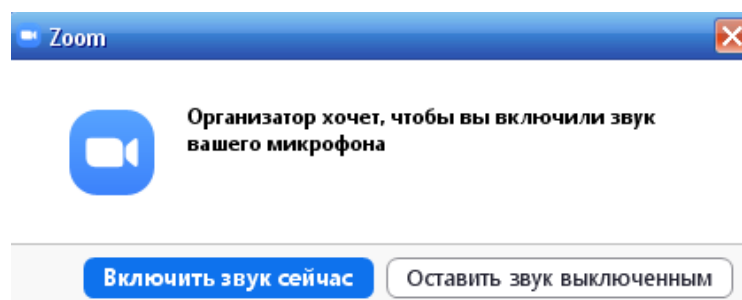 Zoom
Организатор хочет, чтобы вы включили звук
вашего микрофона
Включить звук сейчас
Оставить звук выключенным